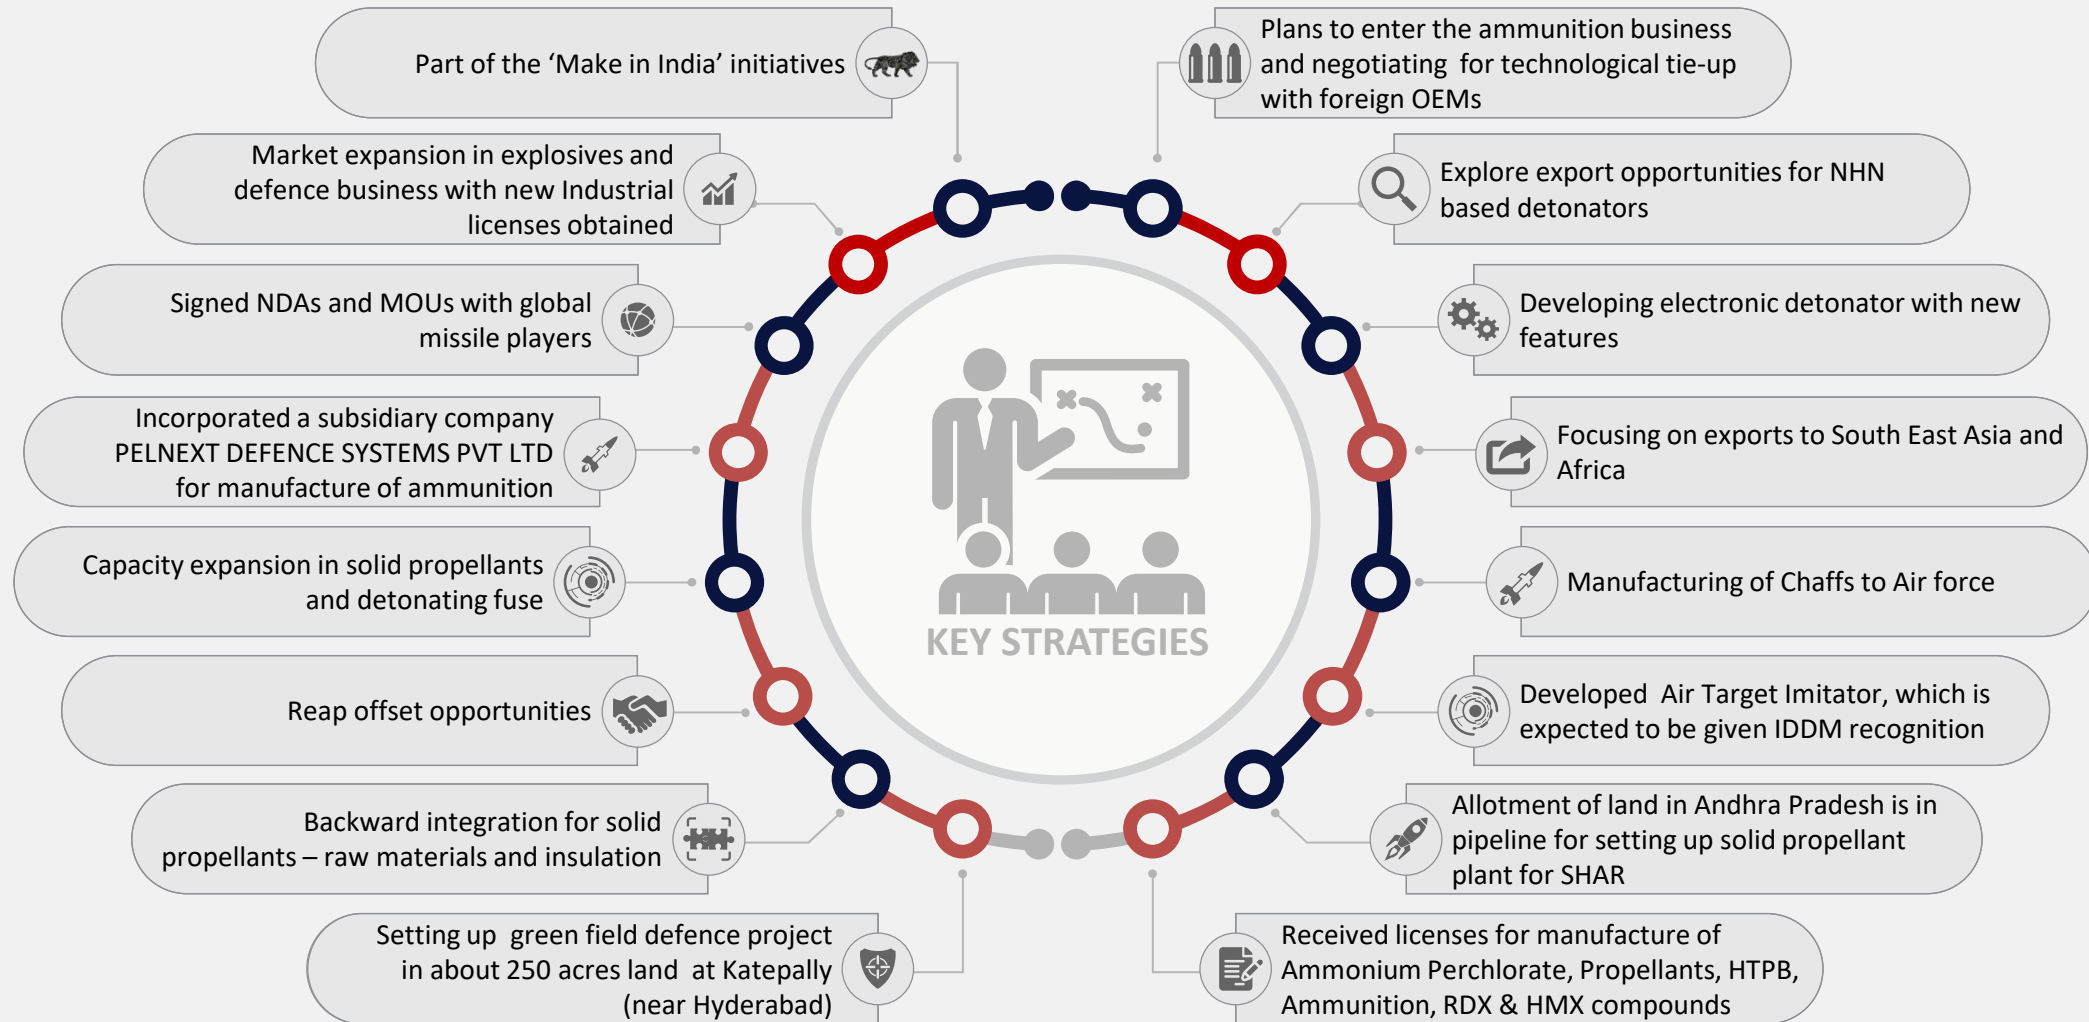 Part of the ‘Make in India’ initiatives
Market expansion in explosives and
defence business with new Industrial
licenses obtained
Signed NDAs and MOUs with global
missile players
Incorporated a subsidiary company
PELNEXT DEFENCE SYSTEMS PVT LTD
for manufacture of ammunition
Capacity expansion in solid propellants
and detonating fuse
Reap offset opportunities
Backward integration for solid
propellants – raw materials and insulation
Setting up green field defence project
in about 250 acres land at Katepally
(near Hyderabad)
KEY STRATEGIES
Plans to enter the ammunition business
and negotiating for technological tie-up
with foreign OEMs
Explore export opportunities for NHN
based detonators
Developing electronic detonator with new
features
Focusing on exports to South East Asia and
Africa
Manufacturing of Chaffs to Air force
Developed Air Target Imitator, which is
expected to be given IDDM recognition
Allotment of land in Andhra Pradesh is in
pipeline for setting up solid propellant
plant for SHAR
Received licenses for manufacture of
Ammonium Perchlorate, Propellants, HTPB,
Ammunition, RDX & HMX compounds